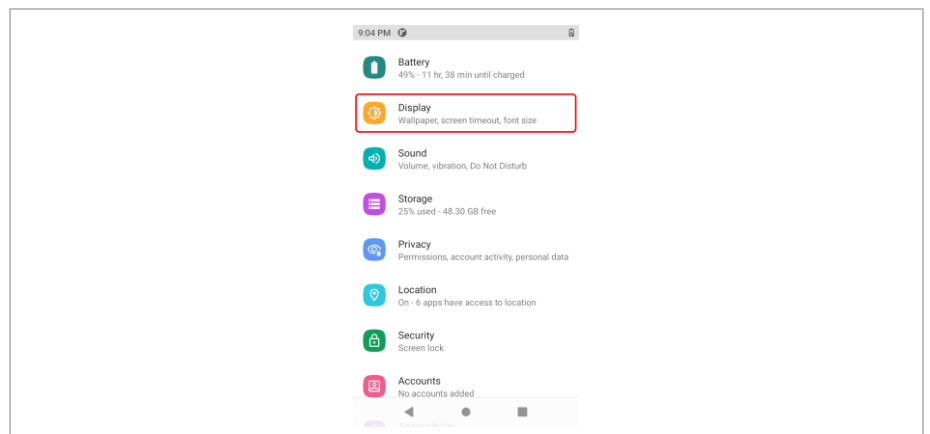 9:04 PM
Battery
49% - 11 hr, 38 min until charged
Display
Wallpaper, screen timeout, font size
Sound
Volume, vibration, Do Not Disturb
Storage
25% used - 48.30 GB free
Privacy
Permissions, account activity, personal data
Location
On - 6 apps have access to location
Security
Screen lock
Accounts
No accounts added
Accessibility